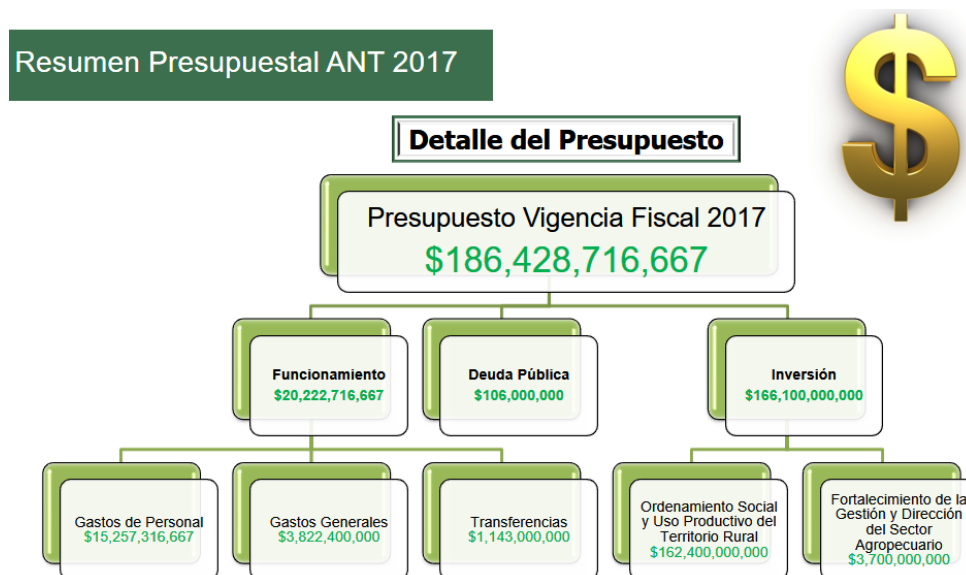 Resumen Presupuestal ANT 2017
Detalle del Presupuesto
Presupuesto Vigencia Fiscal 2017
$186,428,716,667
Funcionamiento
$20,222,716,667
Deuda Pública
$106,000,000
Inversión
$166,100,000,000
Gastos de Personal
$15,257,316,667
Gastos Generales
$3,822,400,000
Transferencias
$1,143,000,000
Ordenamiento Social
y Uso Productivo del
Territorio Rural
$162,400,000,000
Fortalecimiento de la
Gestión y Dirección
del Sector
Agropecuario
$3,700,000,000